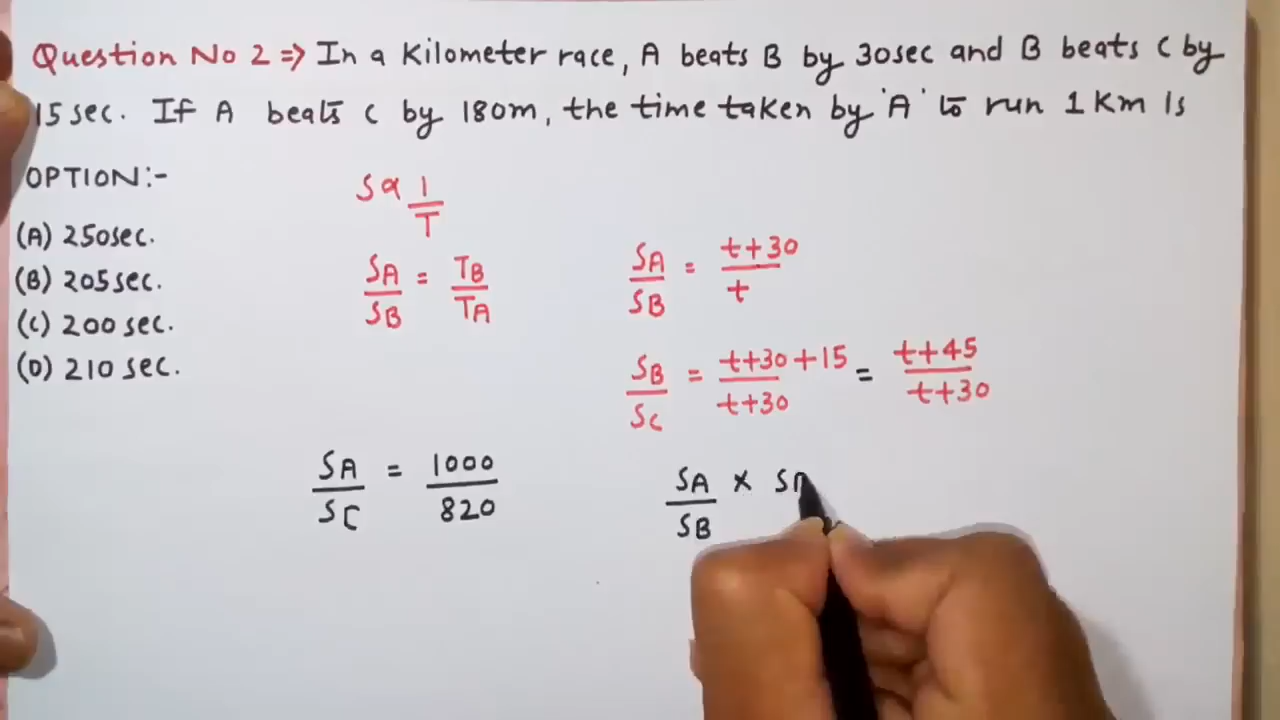 Question No 2 => In a Kilometer race, A beats B by 30sec and B beats C by
15 sec. If A beats C by 180m, the time taken by 'A' to run 1 Km is
OPTION:-
(A) 250sec.
(B) 205sec.
(C) 200 sec.
(D) 210 sec.
S ∝ 1/T
SA/SB = TB/TA
SA/SB = t+30/t
SB/SC = t+30+15/t+30 = t+45/t+30
SA/SC = 1000/820
SA/SB × S